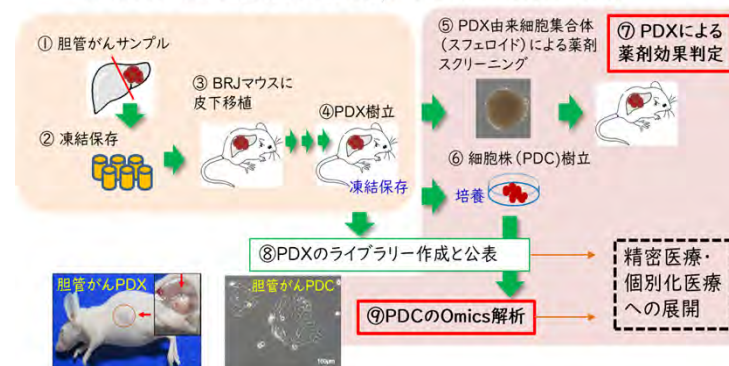 ① 胆管がんサンプル
② 凍結保存
③ BRJマウスに
皮下移植
④PDX樹立
凍結保存
⑤ PDX由来細胞集合体
(スフェロイド)による薬剤
スクリーニング
⑥ 細胞株(PDC)樹立
培養
⑦ PDXによる
薬剤効果判定
⑧PDXのライブラリー作成と公表
⑨PDCのOmics解析
精密医療・
個別化医療
への展開
胆管がんPDX
胆管がんPDC
100μm